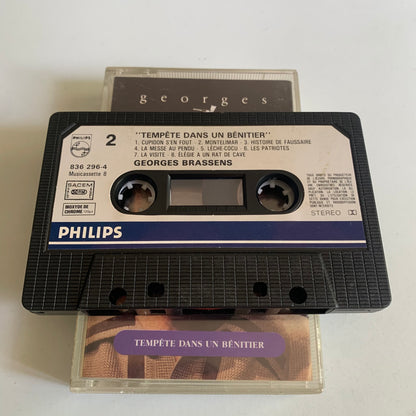 georges
PHILIPS
2
"TEMPÊTE DANS UN BÉNITIER"
836 296-4
Musicassette 8
1. CUPIDON S'EN FOUT · 2. MONTELIMAR · 3. HISTOIRE DE FAUSSAIRE
4. LA MESSE AU PENDU · 5. LÈCHE-COCU · 6. LES PATRIOTES
7. LA VISITE · 8. ÉLÉGIE A UN RAT DE CAVE
GEORGES BRASSENS
SACEM
BIOXYDE DE
CHROME
STEREO
PHILIPS
TEMPÊTE DANS UN BÉNITIER